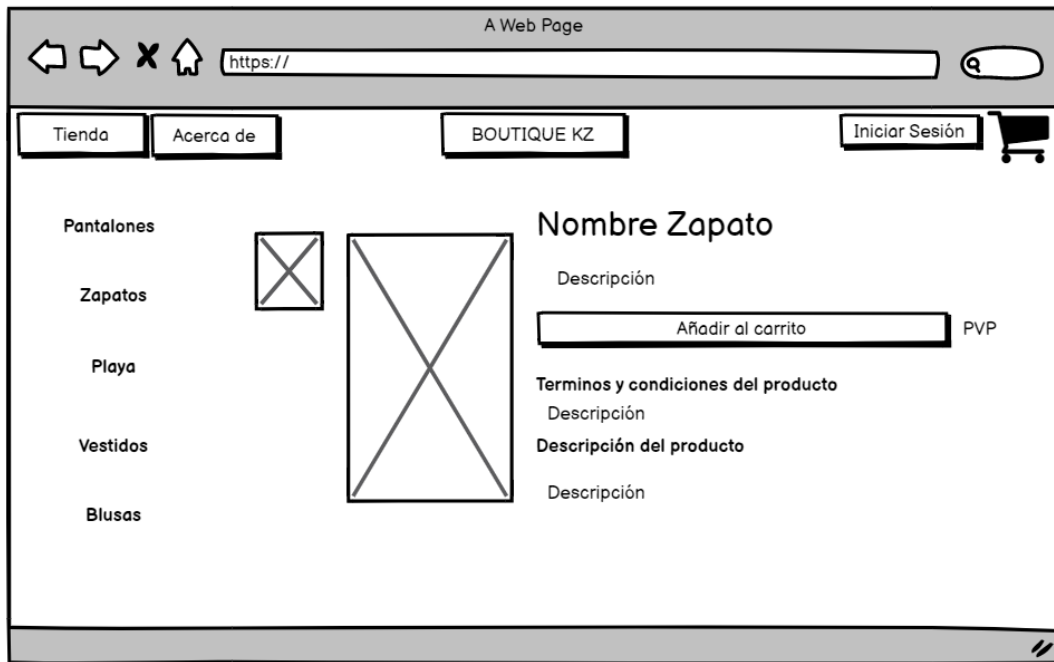 A Web Page
https://
Tienda
Acerca de
BOUTIQUE KZ
Iniciar Sesión
Pantalones
Zapatos
Playa
Vestidos
Blusas
Nombre Zapato
Descripción
Añadir al carrito
PVP
Terminos y condiciones del producto
Descripción
Descripción del producto
Descripción